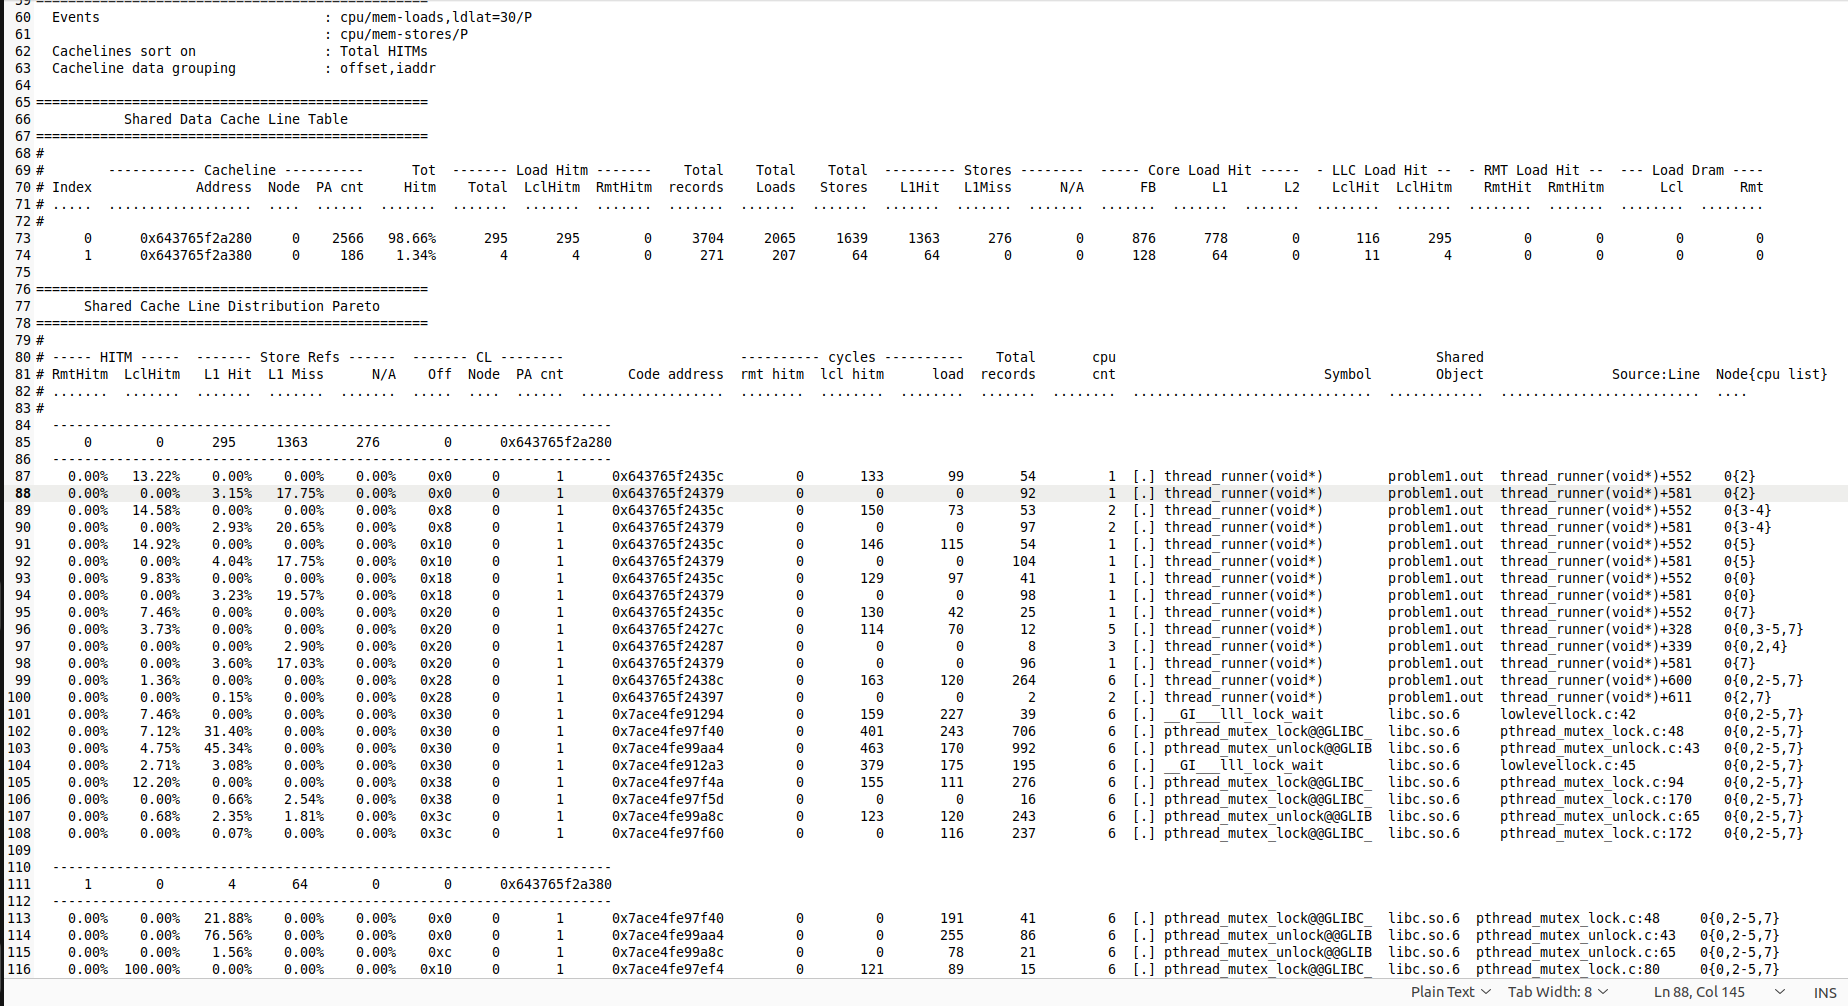 59 =================================================
60  Events                            : cpu/mem-loads,ldlat=30/P
61                                    : cpu/mem-stores/P
62  Cachelines sort on                : Total HITMs
63  Cacheline data grouping           : offset,iaddr
64
65 =================================================
66            Shared Data Cache Line Table
67 =================================================
68 #
69 #        ----------- Cacheline ----------      Tot  ------- Load Hitm -------    Total    Total    Total  --------- Stores --------  ----- Core Load Hit -----  - LLC Load Hit --  - RMT Load Hit --  --- Load Dram ----
70 # Index             Address  Node  PA cnt     Hitm    Total  LclHitm  RmtHitm  records    Loads   Stores    L1Hit   L1Miss      N/A       FB       L1       L2    LclHit  LclHitm    RmtHit  RmtHitm       Lcl       Rmt
71 # .....  ..................  ....  ......  .......  .......  .......  .......  .......  .......  .......  .......  .......  .......  .......  .......  .......  ........  .......  ........  .......  ........  ........
72 #
73      0      0x643765f2a280     0    2566   98.66%      295      295        0     3704     2065     1639     1363      276        0      876      778        0       116      295         0        0         0         0
74      1      0x643765f2a380     0     186    1.34%        4        4        0      271      207       64       64        0        0      128       64        0        11        4         0        0         0         0
75
76 =================================================
77       Shared Cache Line Distribution Pareto
78 =================================================
79 #
80 # ----- HITM -----  ------- Store Refs ------  ------- CL --------                      ---------- cycles ----------    Total       cpu                                        Shared
81 # RmtHitm  LclHitm   L1 Hit  L1 Miss      N/A    Off  Node  PA cnt        Code address  rmt hitm  lcl hitm      load  records       cnt                          Symbol        Object                Source:Line  Node{cpu list}
82 # .......  .......  .......  .......  .......  .....  ....  ......  ..................  ........  ........  ........  .......  ........  ..............................  ............  .........................  ....
83 #
84   ----------------------------------------------------------------------
85       0        0      295     1363      276        0      0x643765f2a280
86   ----------------------------------------------------------------------
87    0.00%   13.22%    0.00%    0.00%    0.00%    0x0     0       1      0x643765f2435c         0       133        99       54         1  [.] thread_runner(void*)        problem1.out  thread_runner(void*)+552   0{2}
88    0.00%    0.00%    3.15%   17.75%    0.00%    0x0     0       1      0x643765f24379         0         0         0       92         1  [.] thread_runner(void*)        problem1.out  thread_runner(void*)+581   0{2}
89    0.00%   14.58%    0.00%    0.00%    0.00%    0x8     0       1      0x643765f2435c         0       150        73       53         2  [.] thread_runner(void*)        problem1.out  thread_runner(void*)+552   0{3-4}
90    0.00%    0.00%    2.93%   20.65%    0.00%    0x8     0       1      0x643765f24379         0         0         0       97         2  [.] thread_runner(void*)        problem1.out  thread_runner(void*)+581   0{3-4}
91    0.00%   14.92%    0.00%    0.00%    0.00%   0x10     0       1      0x643765f2435c         0       146       115       54         1  [.] thread_runner(void*)        problem1.out  thread_runner(void*)+552   0{5}
92    0.00%    0.00%    4.04%   17.75%    0.00%   0x10     0       1      0x643765f24379         0         0         0      104         1  [.] thread_runner(void*)        problem1.out  thread_runner(void*)+581   0{5}
93    0.00%    9.83%    0.00%    0.00%    0.00%   0x18     0       1      0x643765f2435c         0       129        97       41         1  [.] thread_runner(void*)        problem1.out  thread_runner(void*)+552   0{0}
94    0.00%    0.00%    3.23%   19.57%    0.00%   0x18     0       1      0x643765f24379         0         0         0       98         1  [.] thread_runner(void*)        problem1.out  thread_runner(void*)+581   0{0}
95    0.00%    7.46%    0.00%    0.00%    0.00%   0x20     0       1      0x643765f2435c         0       130        42       25         1  [.] thread_runner(void*)        problem1.out  thread_runner(void*)+552   0{7}
96    0.00%    3.73%    0.00%    0.00%    0.00%   0x20     0       1      0x643765f2427c         0       114        70       12         5  [.] thread_runner(void*)        problem1.out  thread_runner(void*)+328   0{0,3-5,7}
97    0.00%    0.00%    0.00%    2.90%    0.00%   0x20     0       1      0x643765f24287         0         0         0        8         3  [.] thread_runner(void*)        problem1.out  thread_runner(void*)+339   0{0,2,4}
98    0.00%    0.00%    3.60%   17.03%    0.00%   0x20     0       1      0x643765f24379         0         0         0       96         1  [.] thread_runner(void*)        problem1.out  thread_runner(void*)+581   0{7}
99    0.00%    1.36%    0.00%    0.00%    0.00%   0x28     0       1      0x643765f2438c         0       163       120      264         6  [.] thread_runner(void*)        problem1.out  thread_runner(void*)+600   0{0,2-5,7}
100   0.00%    0.00%    0.15%    0.00%    0.00%   0x28     0       1      0x643765f24397         0         0         0        2         2  [.] thread_runner(void*)        problem1.out  thread_runner(void*)+611   0{2,7}
101   0.00%    7.46%    0.00%    0.00%    0.00%   0x30     0       1      0x7ace4fe91294         0       159       227       39         6  [.] __GI___lll_lock_wait        libc.so.6     lowlevellock.c:42          0{0,2-5,7}
102   0.00%    7.12%   31.40%    0.00%    0.00%   0x30     0       1      0x7ace4fe97f40         0       401       243      706         6  [.] pthread_mutex_lock@@GLIBC_  libc.so.6     pthread_mutex_lock.c:48    0{0,2-5,7}
103   0.00%    4.75%   45.34%    0.00%    0.00%   0x30     0       1      0x7ace4fe99aa4         0       463       170      992         6  [.] pthread_mutex_unlock@@GLIB  libc.so.6     pthread_mutex_unlock.c:43  0{0,2-5,7}
104   0.00%    2.71%    3.08%    0.00%    0.00%   0x30     0       1      0x7ace4fe912a3         0       379       175      195         6  [.] __GI___lll_lock_wait        libc.so.6     lowlevellock.c:45          0{0,2-5,7}
105   0.00%   12.20%    0.00%    0.00%    0.00%   0x38     0       1      0x7ace4fe97f4a         0       155       111      276         6  [.] pthread_mutex_lock@@GLIBC_  libc.so.6     pthread_mutex_lock.c:94    0{0,2-5,7}
106   0.00%    0.00%    0.66%    2.54%    0.00%   0x38     0       1      0x7ace4fe97f5d         0         0         0       16         6  [.] pthread_mutex_lock@@GLIBC_  libc.so.6     pthread_mutex_lock.c:170   0{0,2-5,7}
107   0.00%    0.68%    2.35%    1.81%    0.00%   0x3c     0       1      0x7ace4fe99a8c         0       123       120      243         6  [.] pthread_mutex_unlock@@GLIB  libc.so.6     pthread_mutex_unlock.c:65  0{0,2-5,7}
108   0.00%    0.00%    0.07%    0.00%    0.00%   0x3c     0       1      0x7ace4fe97f60         0         0       116      237         6  [.] pthread_mutex_lock@@GLIBC_  libc.so.6     pthread_mutex_lock.c:172   0{0,2-5,7}
109
110  ----------------------------------------------------------------------
111      1        0        4       64        0        0      0x643765f2a380
112  ----------------------------------------------------------------------
113   0.00%    0.00%   21.88%    0.00%    0.00%    0x0     0       1      0x7ace4fe97f40         0         0       191       41         6  [.] pthread_mutex_lock@@GLIBC_  libc.so.6  pthread_mutex_lock.c:48    0{0,2-5,7}
114   0.00%    0.00%   76.56%    0.00%    0.00%    0x0     0       1      0x7ace4fe99aa4         0         0       255       86         6  [.] pthread_mutex_unlock@@GLIB  libc.so.6  pthread_mutex_unlock.c:43  0{0,2-5,7}
115   0.00%    0.00%    1.56%    0.00%    0.00%    0xc     0       1      0x7ace4fe99a8c         0         0        78       21         6  [.] pthread_mutex_unlock@@GLIB  libc.so.6  pthread_mutex_unlock.c:65  0{0,2-5,7}
116   0.00%  100.00%    0.00%    0.00%    0.00%   0x10     0       1      0x7ace4fe97ef4         0       121        89       15         6  [.] pthread_mutex_lock@@GLIBC_  libc.so.6  pthread_mutex_lock.c:80    0{0,2-5,7}
Plain Text  Tab Width: 8  Ln 88, Col 145  INS